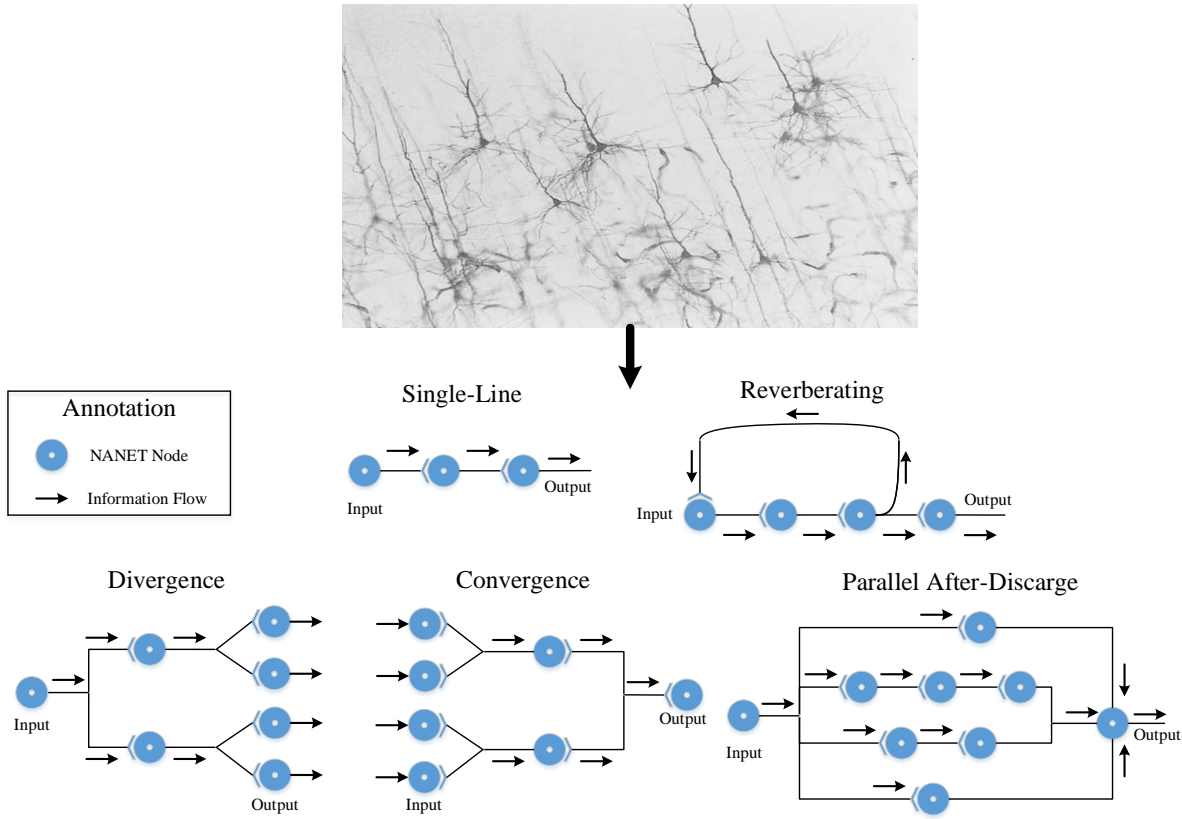 Single-Line
Reverberating
Annotation
NANET Node
Information Flow
Input
Output
Input
Output
Divergence
Convergence
Parallel After-Discarge
Input
Output
Input
Output
Input
Output